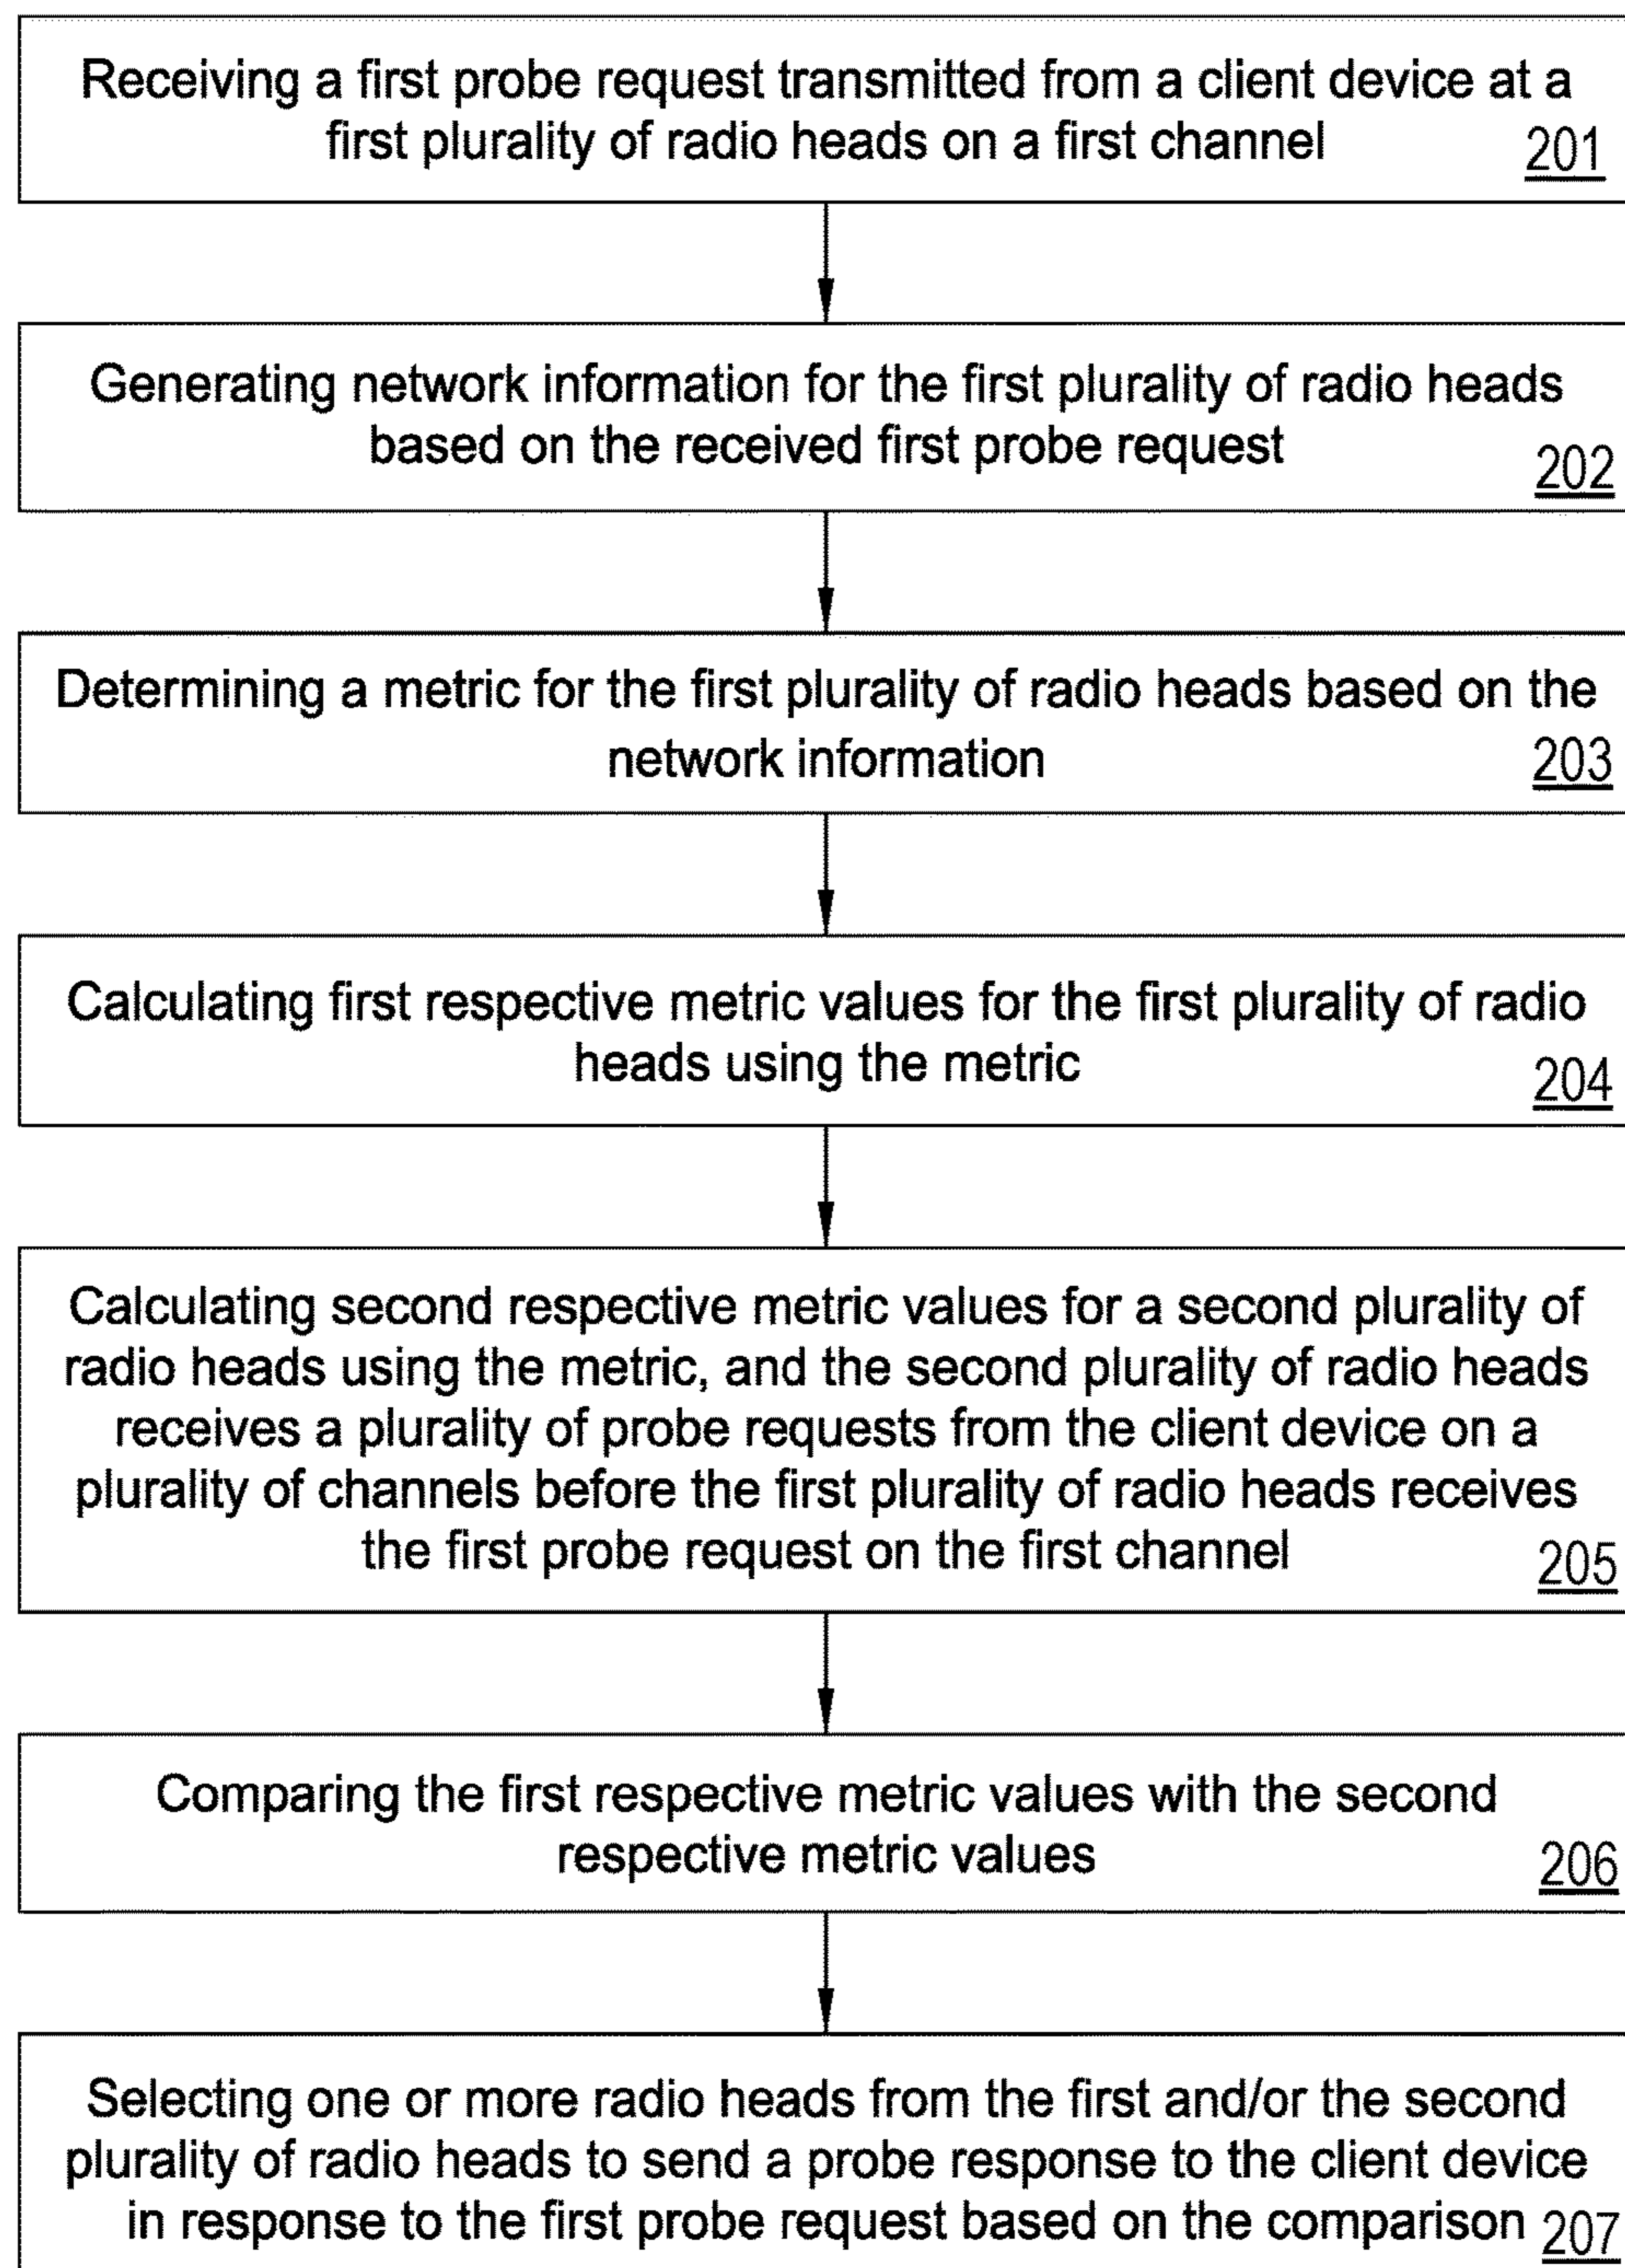 Receiving a first probe request transmitted from a client device at a
first plurality of radio heads on a first channel
201
Generating network information for the first plurality of radio heads
based on the received first probe request
202
Determining a metric for the first plurality of radio heads based on the
network information
203
Calculating first respective metric values for the first plurality of radio
heads using the metric
204
Calculating second respective metric values for a second plurality of
radio heads using the metric, and the second plurality of radio heads
receives a plurality of probe requests from the client device on a
plurality of channels before the first plurality of radio heads receives
the first probe request on the first channel
205
Comparing the first respective metric values with the second
respective metric values
206
Selecting one or more radio heads from the first and/or the second
plurality of radio heads to send a probe response to the client device
in response to the first probe request based on the comparison
207